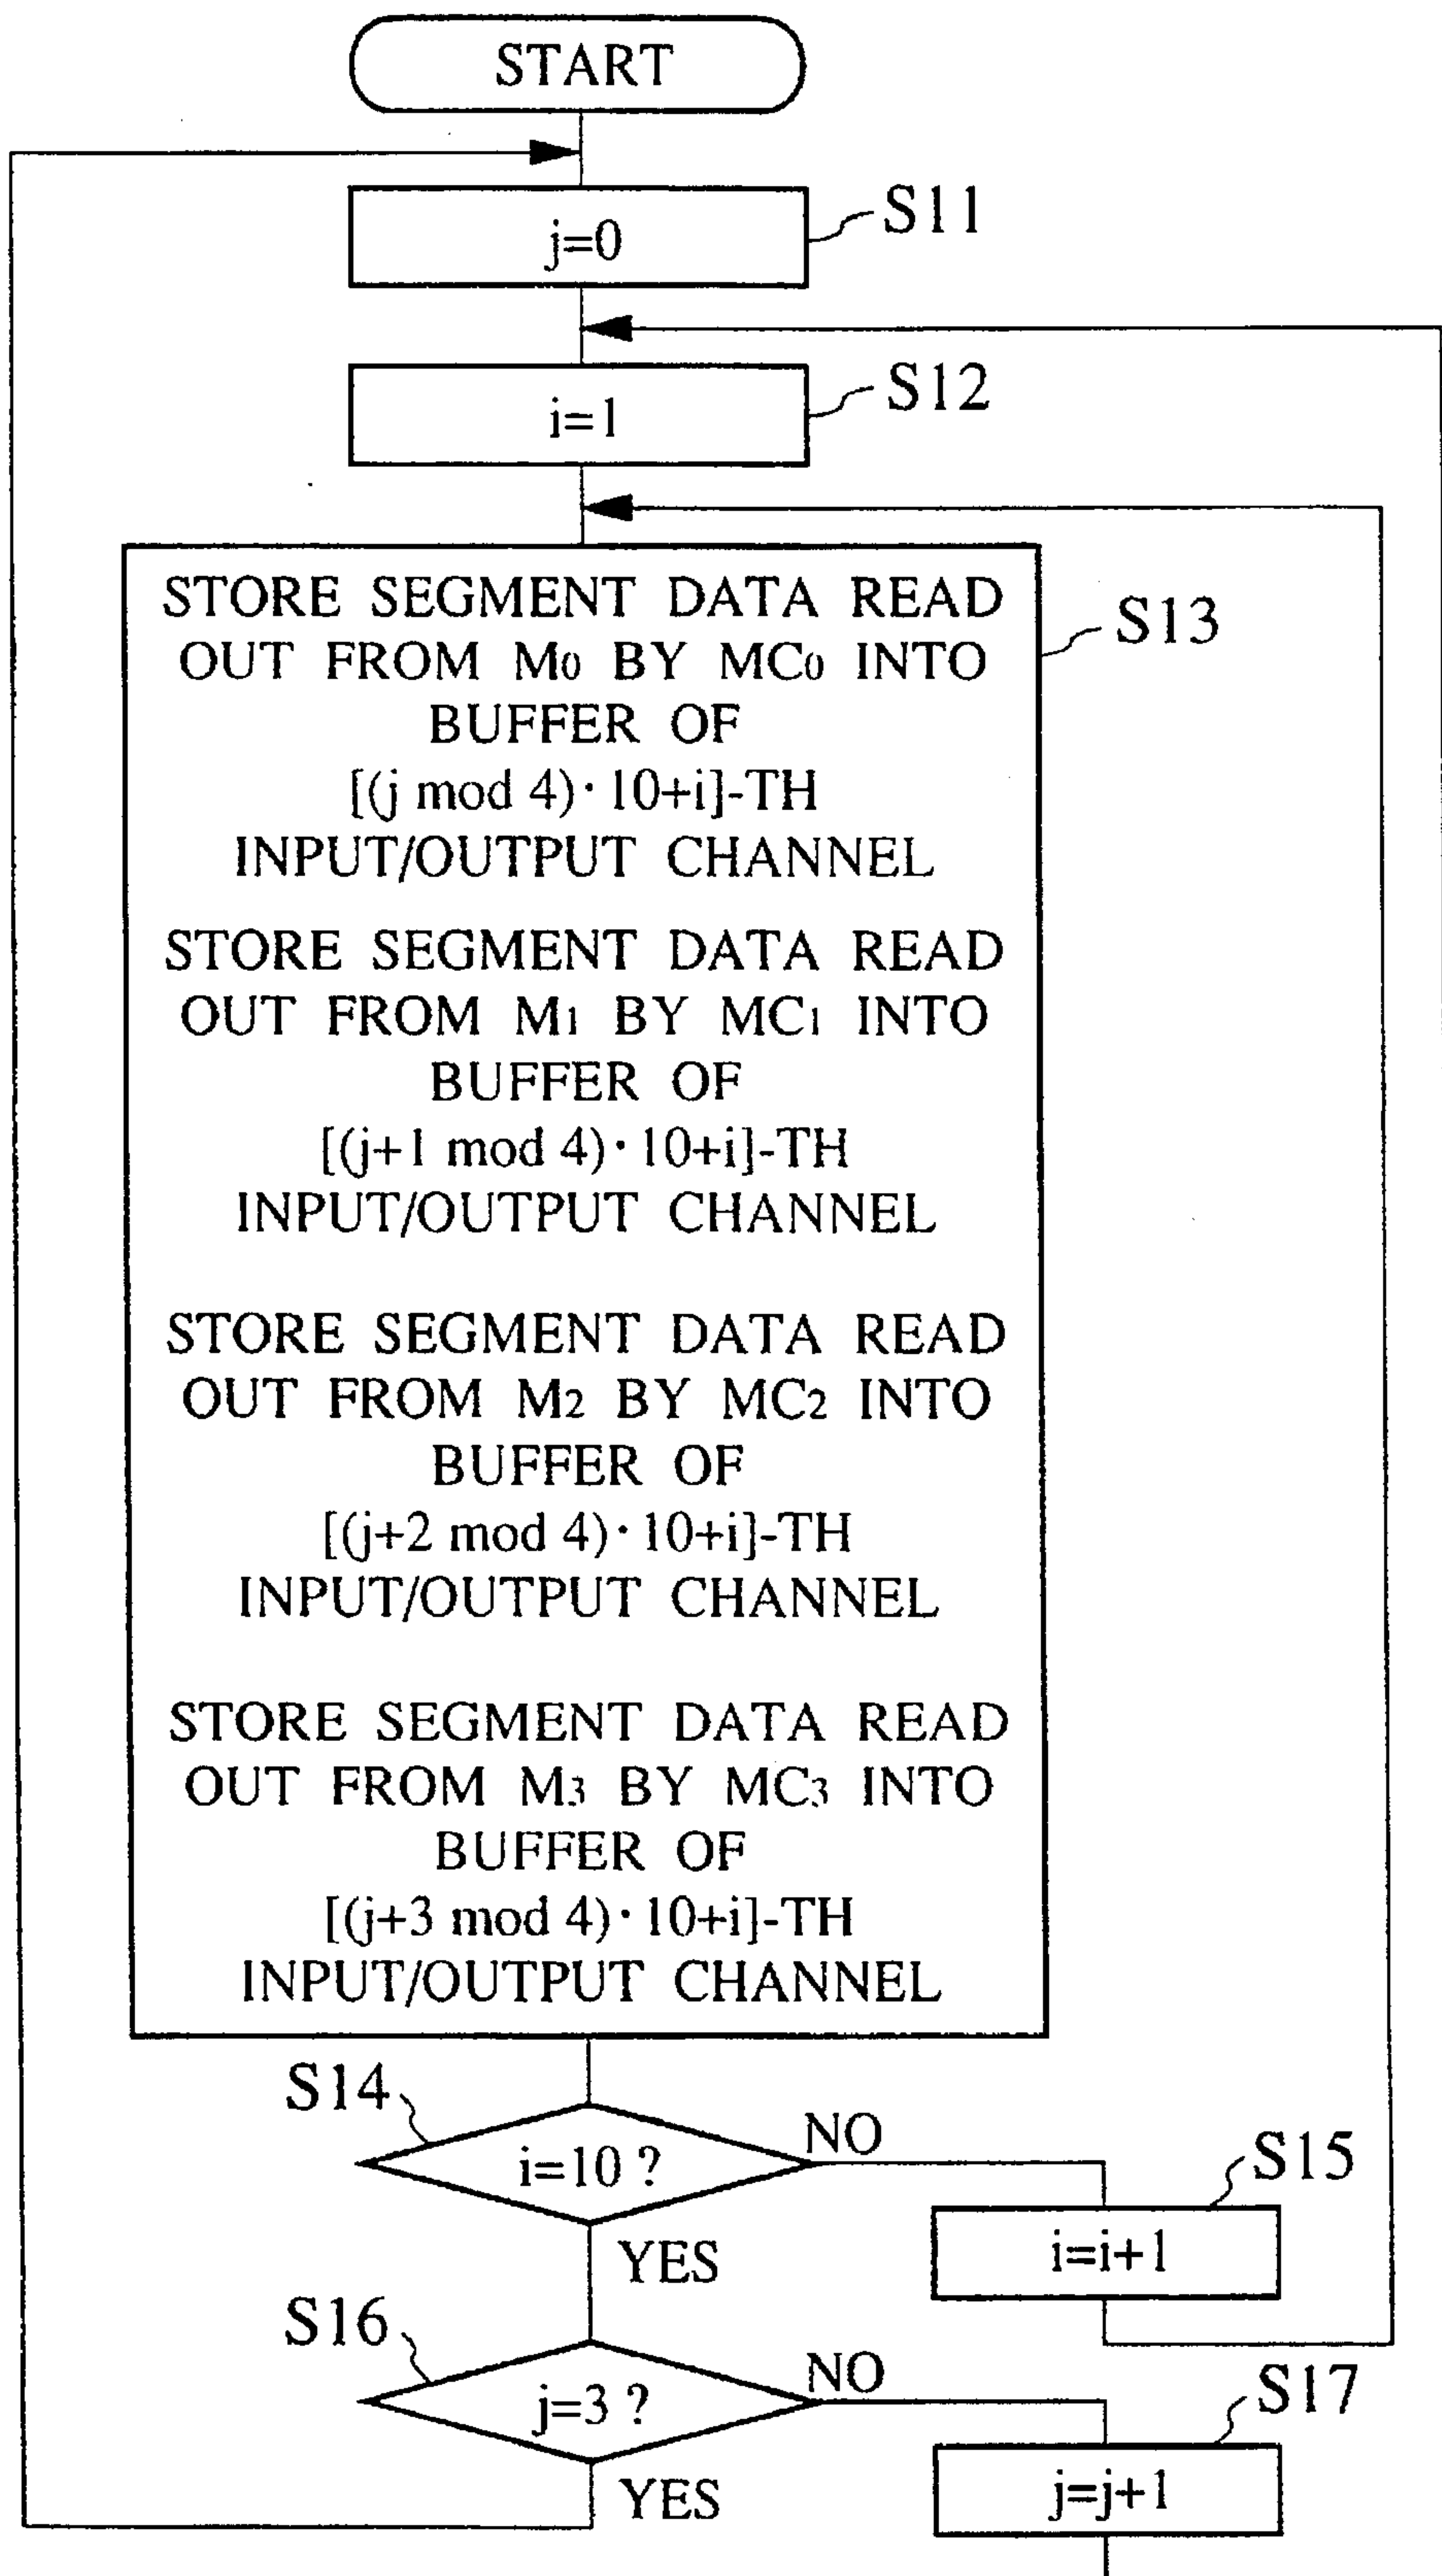 START
j=0
S11
i=1
S12
STORE SEGMENT DATA READ
OUT FROM M0 BY MC0 INTO
BUFFER OF
[(j mod 4)·10+i]-TH
INPUT/OUTPUT CHANNEL
S13
STORE SEGMENT DATA READ
OUT FROM M1 BY MC1 INTO
BUFFER OF
[(j+1 mod 4)·10+i]-TH
INPUT/OUTPUT CHANNEL
STORE SEGMENT DATA READ
OUT FROM M2 BY MC2 INTO
BUFFER OF
[(j+2 mod 4)·10+i]-TH
INPUT/OUTPUT CHANNEL
STORE SEGMENT DATA READ
OUT FROM M3 BY MC3 INTO
BUFFER OF
[(j+3 mod 4)·10+i]-TH
INPUT/OUTPUT CHANNEL
S14
i=10 ?
NO
S15
i=i+1
YES
S16
j=3 ?
NO
S17
j=j+1
YES